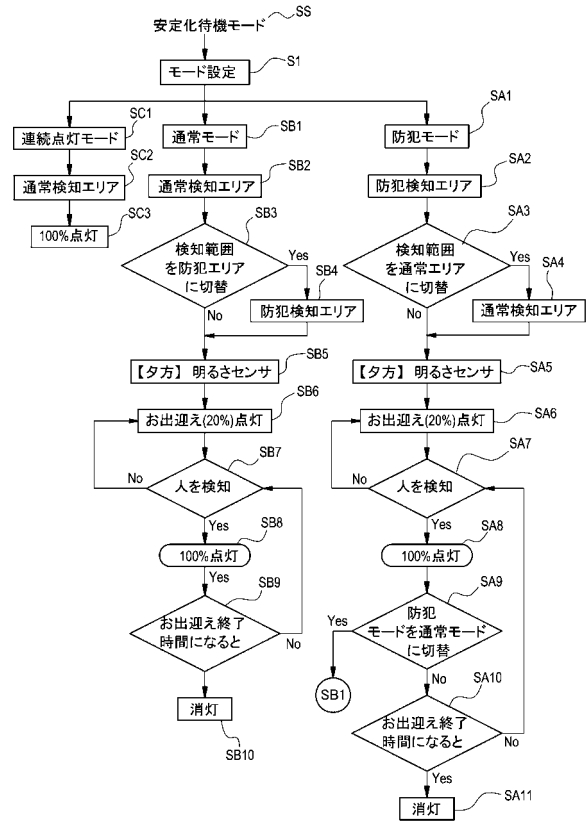 安定化待機モード
SS
モード設定
S1
連続点灯モード
SC1
通常検知エリア
SC2
100%点灯
SC3
通常モード
SB1
通常検知エリア
SB2
検知範囲
を防犯エリア
に切替
SB3
Yes
No
防犯検知エリア
SB4
【夕方】 明るさセンサ
SB5
お出迎え(20%)点灯
SB6
人を検知
SB7
No
Yes
100%点灯
SB8
Yes
お出迎え終了
時間になると
SB9
No
消灯
SB10
防犯モード
SA1
防犯検知エリア
SA2
検知範囲
を通常エリア
に切替
SA3
Yes
No
通常検知エリア
SA4
【夕方】 明るさセンサ
SA5
お出迎え(20%)点灯
SA6
人を検知
SA7
No
Yes
100%点灯
SA8
防犯
モードを通常モード
に切替
SA9
Yes
No
SB1
お出迎え終了
時間になると
SA10
No
Yes
消灯
SA11